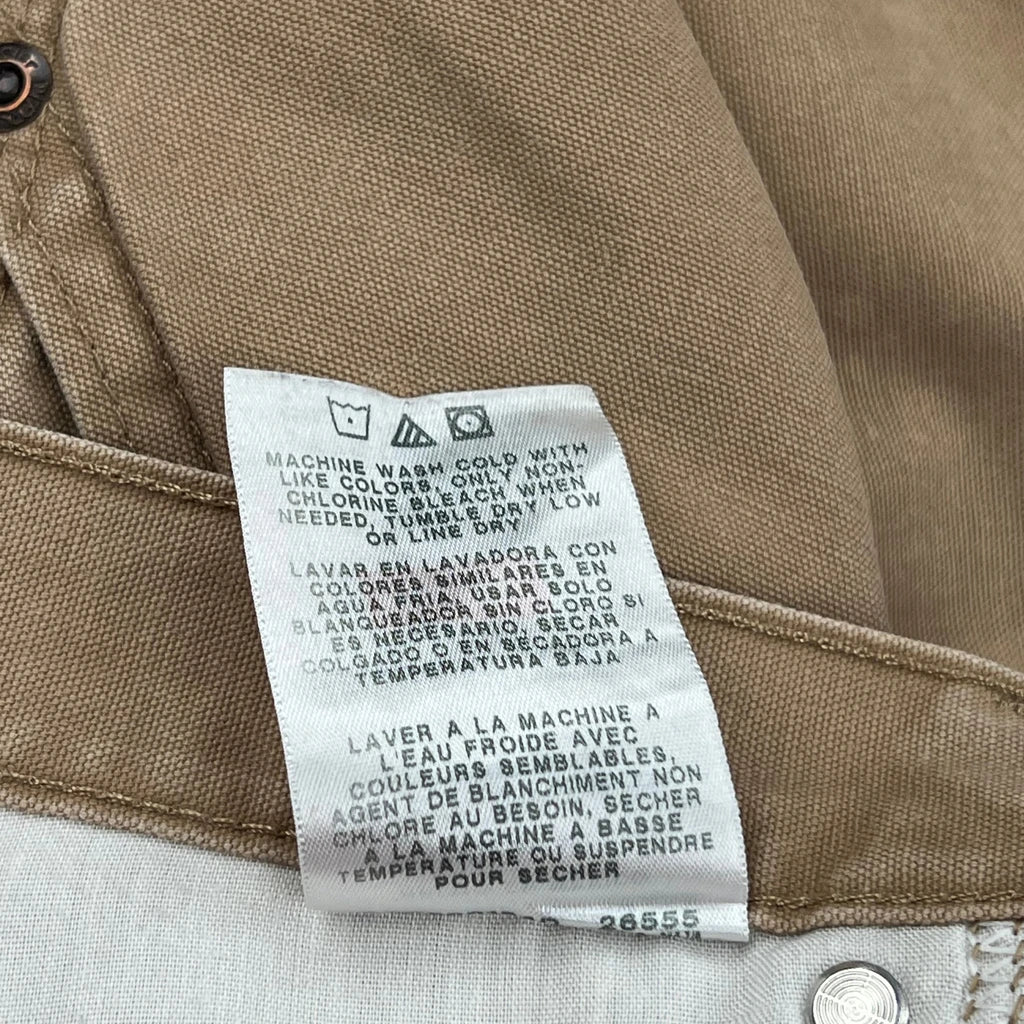 MACHINE WASH COLD WITH
LIKE COLORS, ONLY NON-
CHLORINE BLEACH WHEN
NEEDED, TUMBLE DRY LOW
OR LINE DRY
LAVAR EN LAVADORA CON
COLORES SIMILARES EN
AGUA FRIA, USAR SOLO
BLANQUEADOR SIN CLORO SI
ES NECESARIO, SECAR
COLGADO O EN SECADORA A
TEMPERATURA BAJA
LAVER A LA MACHINE A
L'EAU FROIDE AVEC
COULEURS SEMBLABLES,
AGENT DE BLANCHIMENT NON
CHLORE AU BESOIN, SECHER
A LA MACHINE A BASSE
TEMPERATURE OU SUSPENDRE
POUR SECHER
26555